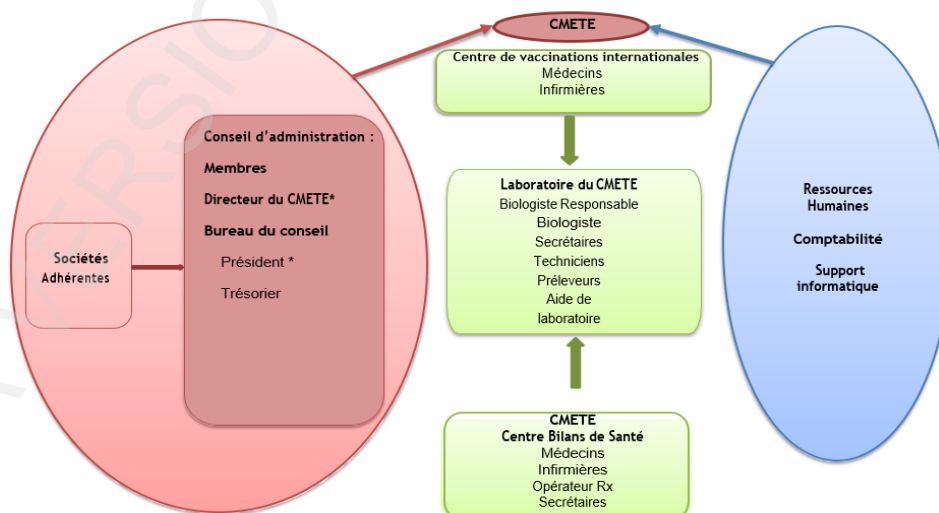 CMETE
Centre de vaccinations internationales
Médecins
Infirmières
Conseil d'administration :
Membres
Directeur du CMETE*
Bureau du conseil
Président *
Trésorier
Sociétés
Adhérentes
Laboratoire du CMETE
Biologiste Responsable
Biologiste
Secrétaires
Techniciens
Préleveurs
Aide de
laboratoire
Ressources
Humaines
Comptabilité
Support
informatique
CMETE
Centre Bilans de Santé
Médecins
Infirmières
Opérateur Rx
Secrétaires